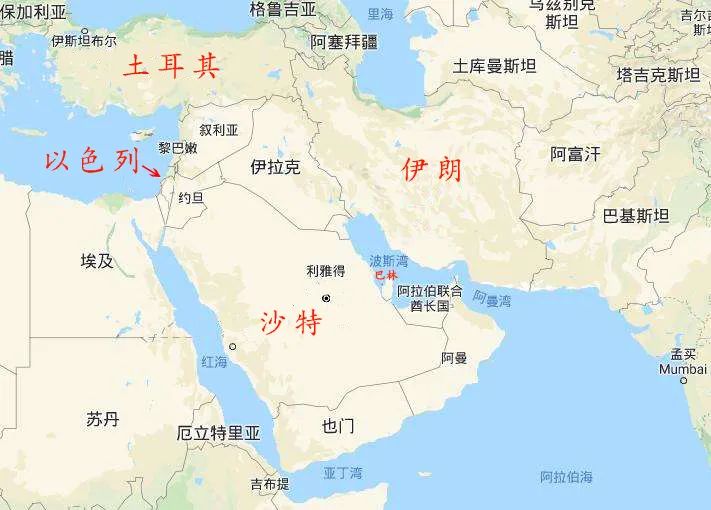 保加利亚
格鲁吉亚
里海
乌兹别克
斯坦
伊斯坦布尔
阿塞拜疆
腊
土耳其
土库曼斯坦
塔吉克斯坦
叙利亚
黎巴嫩
以色列
伊拉克
伊朗
阿富汗
约旦
巴基斯坦
埃及
波斯湾
利雅得
巴林
阿拉伯联合
酋长国
阿曼湾
沙特
红海
阿曼
孟买
Mumbai
苏丹
厄立特里亚
也门
亚丁湾
阿拉伯海
吉布提